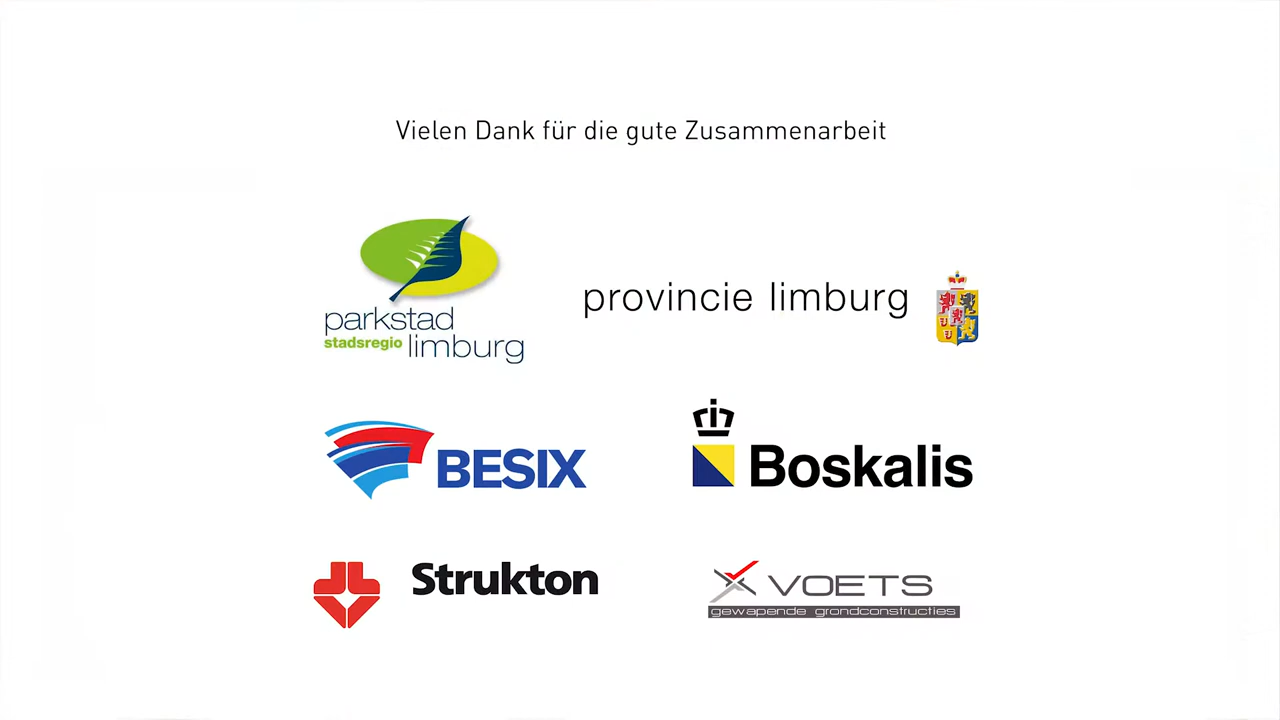 Vielen Dank für die gute Zusammenarbeit
parkstad
stadsregio limburg
provincie limburg
BESIX
Boskalis
Strukton
VOETS
gewapende grondconstructies